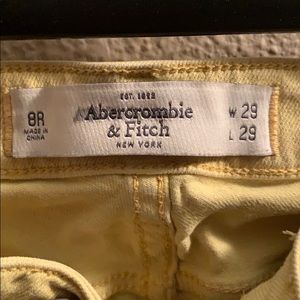 EST. 1892
Abercrombie
& Fitch
NEW YORK
8R
MADE IN
CHINA
W 29
L 29